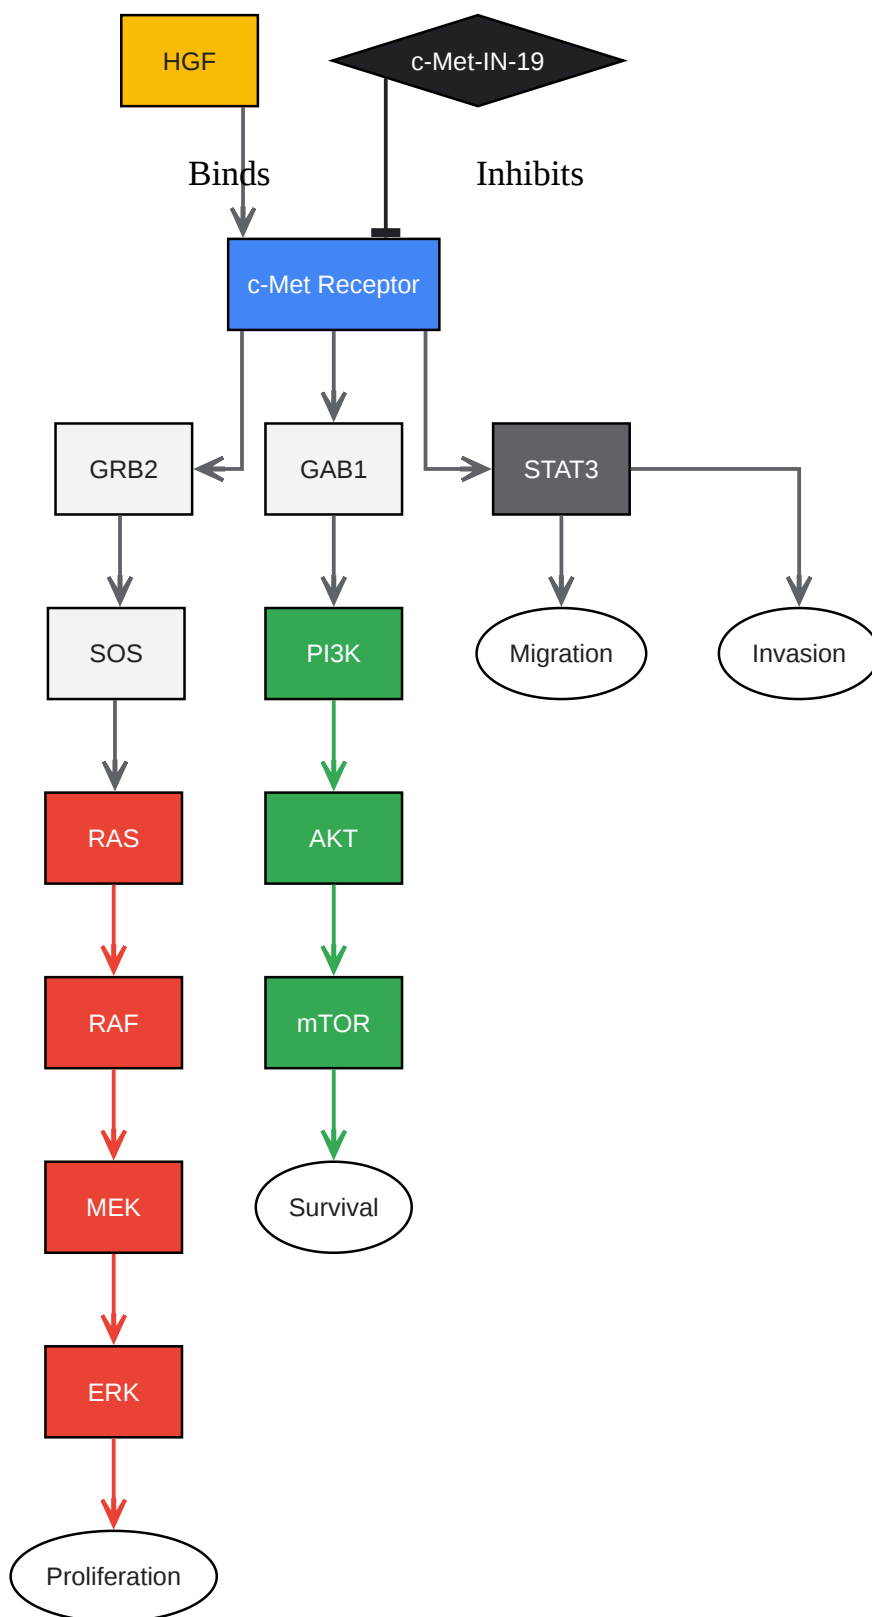 HGF
c-Met-IN-19
Binds
Inhibits
c-Met Receptor
GRB2
GAB1
STAT3
SOS
PI3K
Migration
Invasion
RAS
AKT
RAF
mTOR
MEK
Survival
ERK
Proliferation